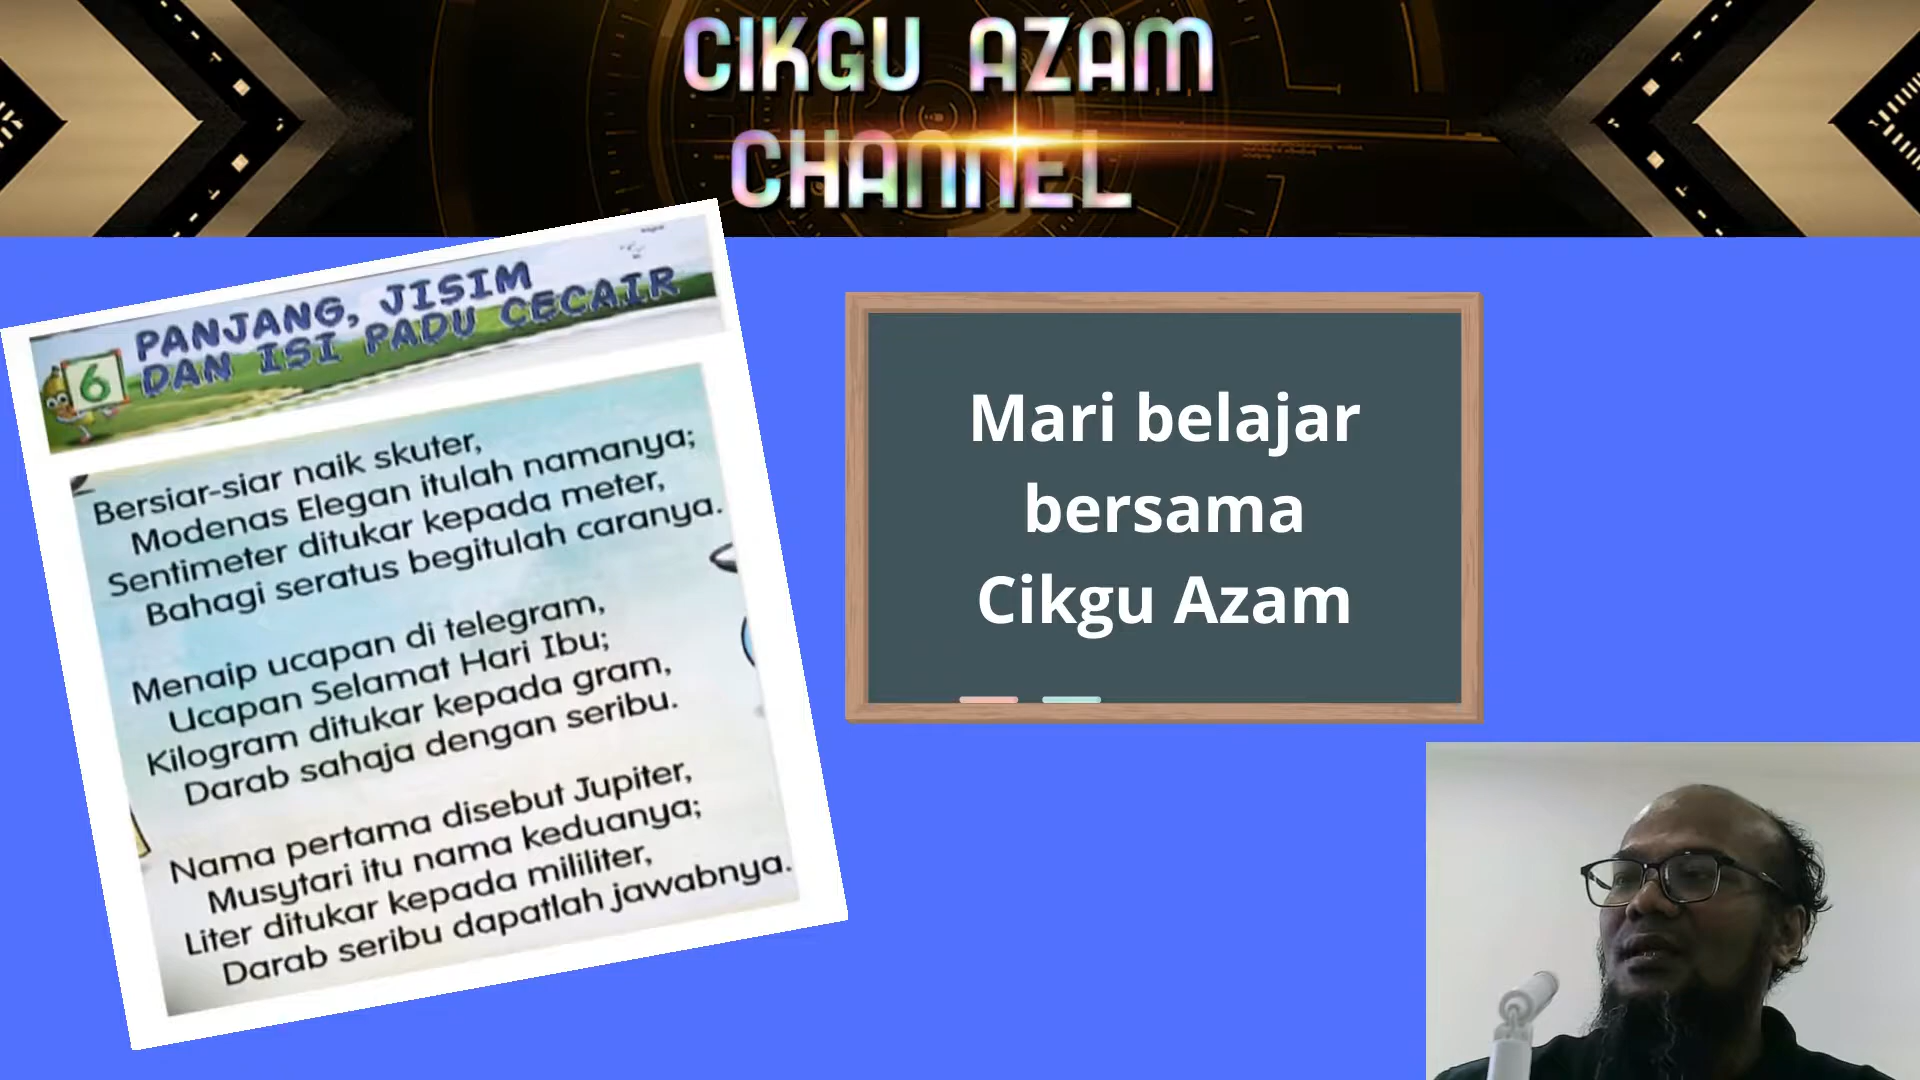 CIKGU AZAM
CHANNEL
6
PANJANG, JISIM
DAN ISI PADU CECAIR
Bersiar-siar naik skuter,
Modenas Elegan itulah namanya;
Sentimeter ditukar kepada meter,
Bahagi seratus begitulah caranya.
Menaip ucapan di telegram,
Ucapan Selamat Hari Ibu;
Kilogram ditukar kepada gram,
Darab sahaja dengan seribu.
Nama pertama disebut Jupiter,
Musytari itu nama keduanya;
Liter ditukar kepada mililiter,
Darab seribu dapatlah jawabnya.
Mari belajar
bersama
Cikgu Azam